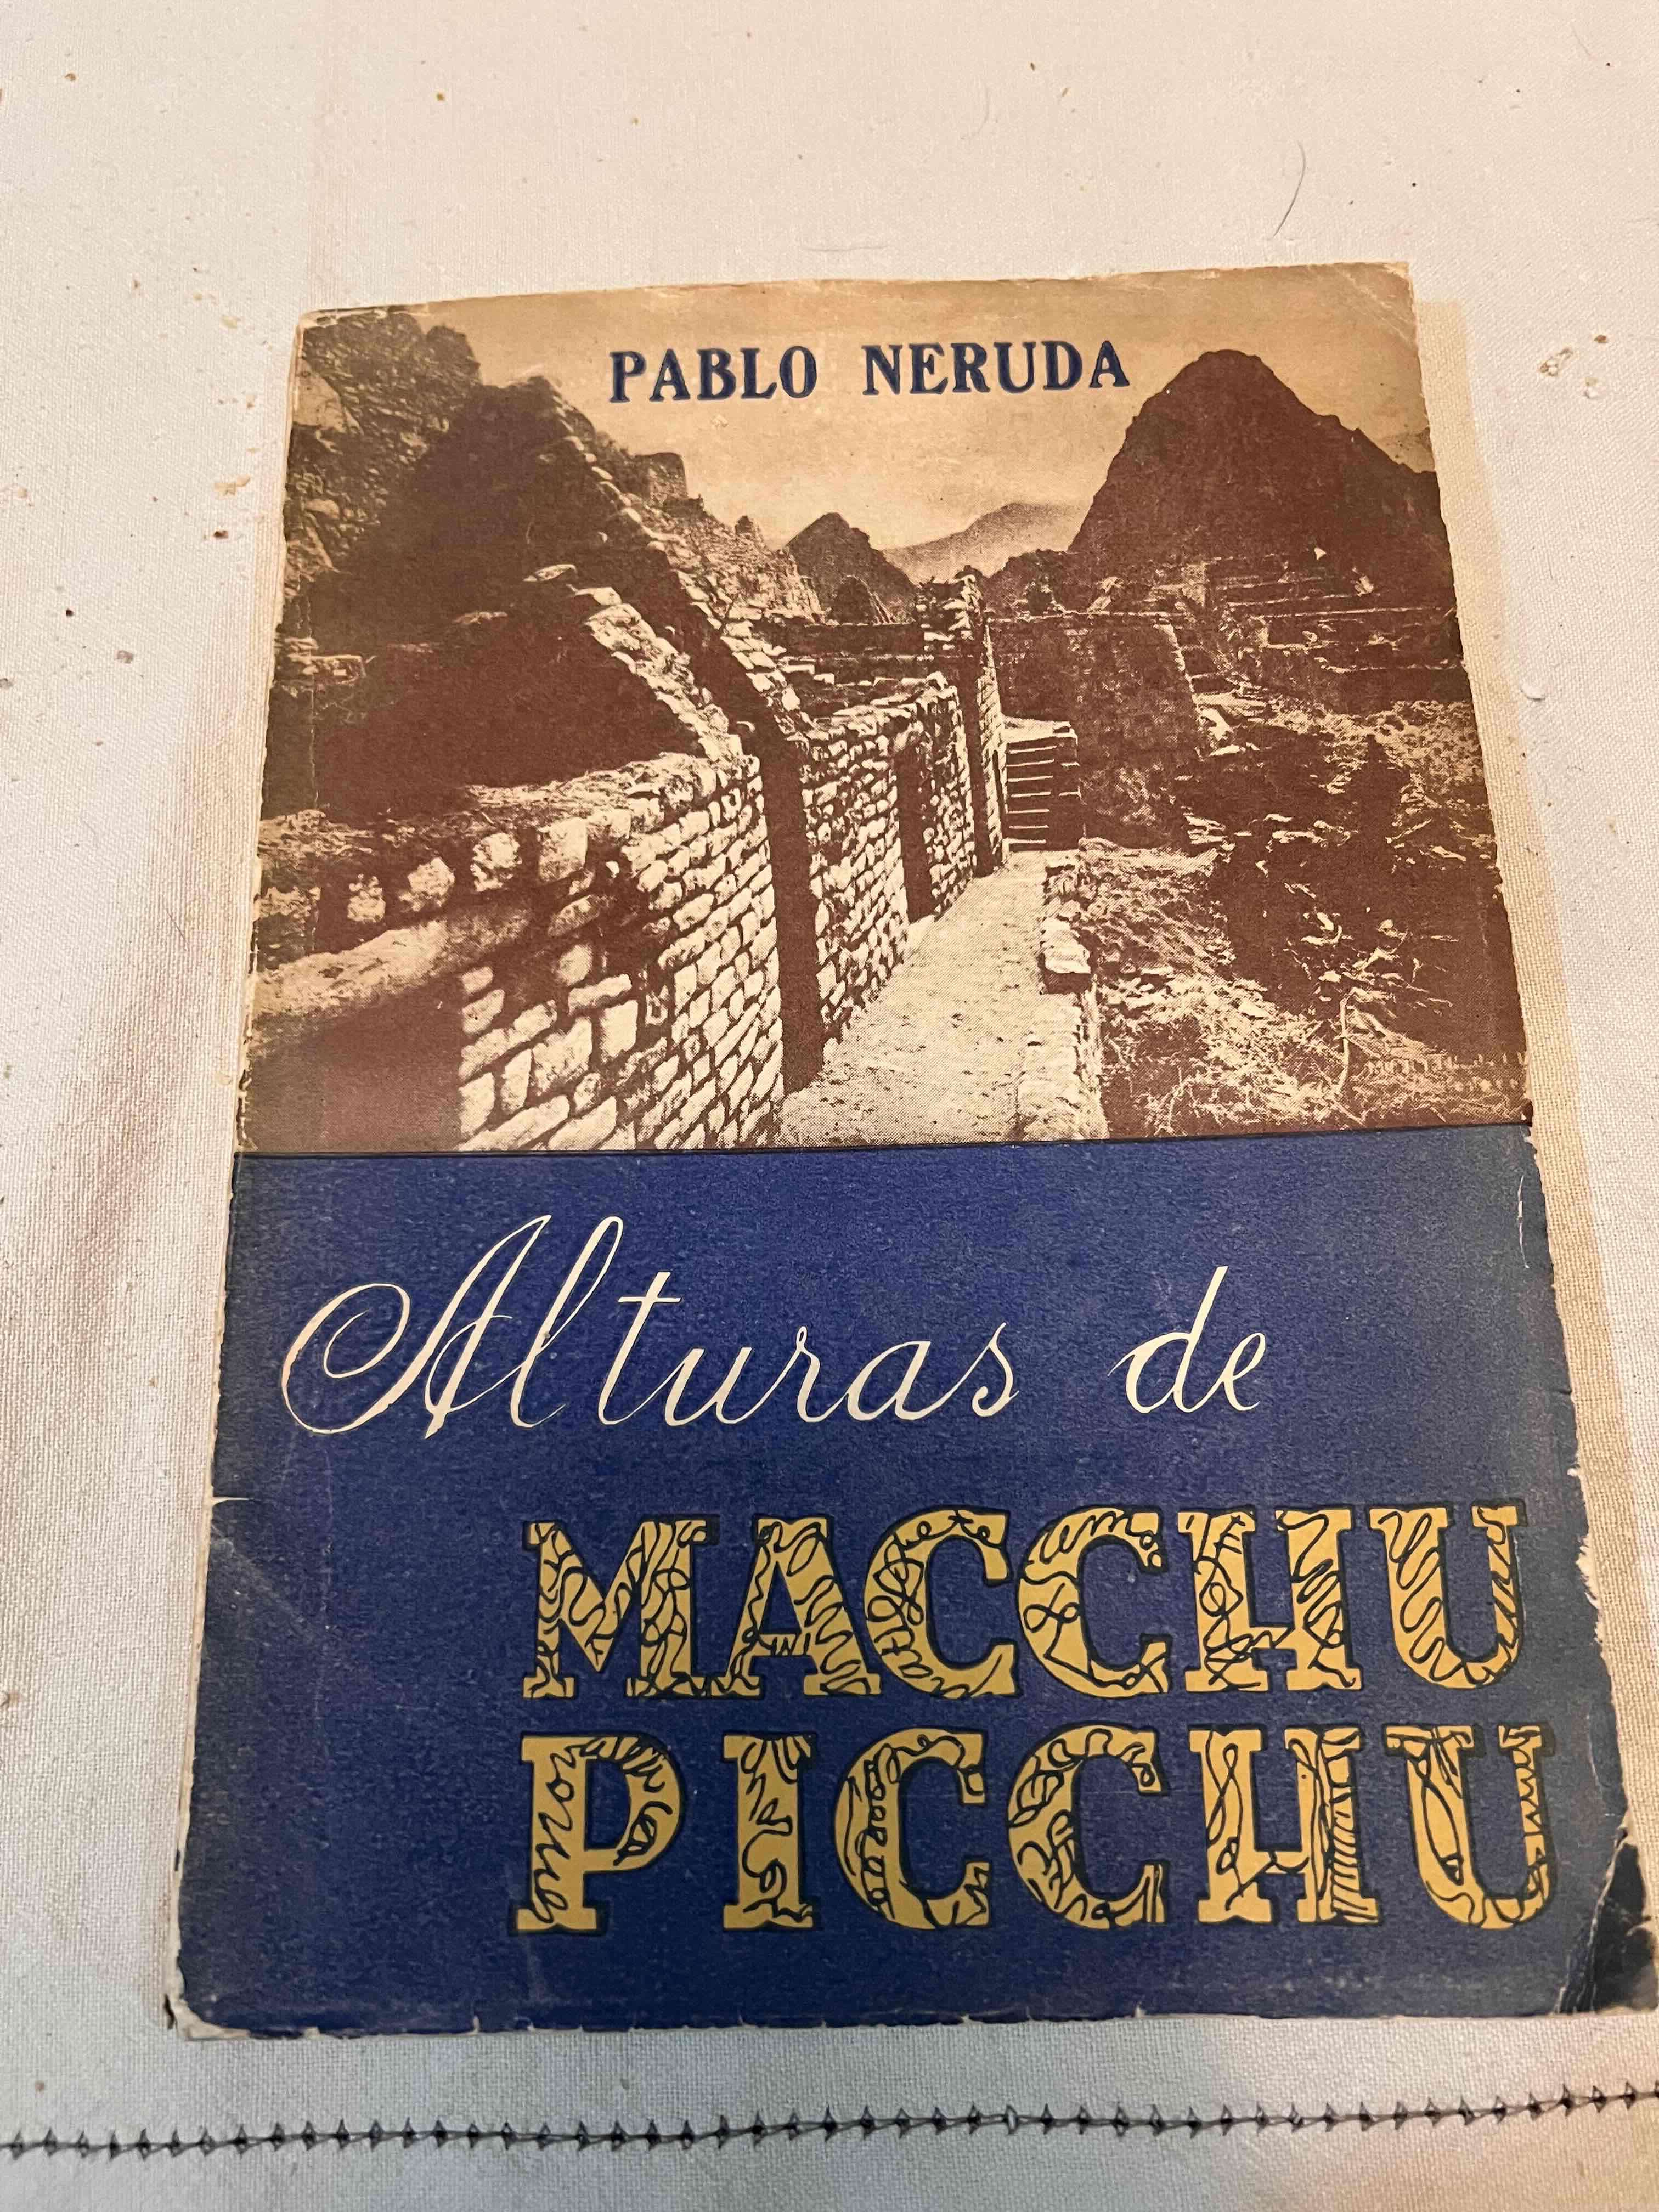 PABLO NERUDA
Alturas de
MACCHU
PICCHU